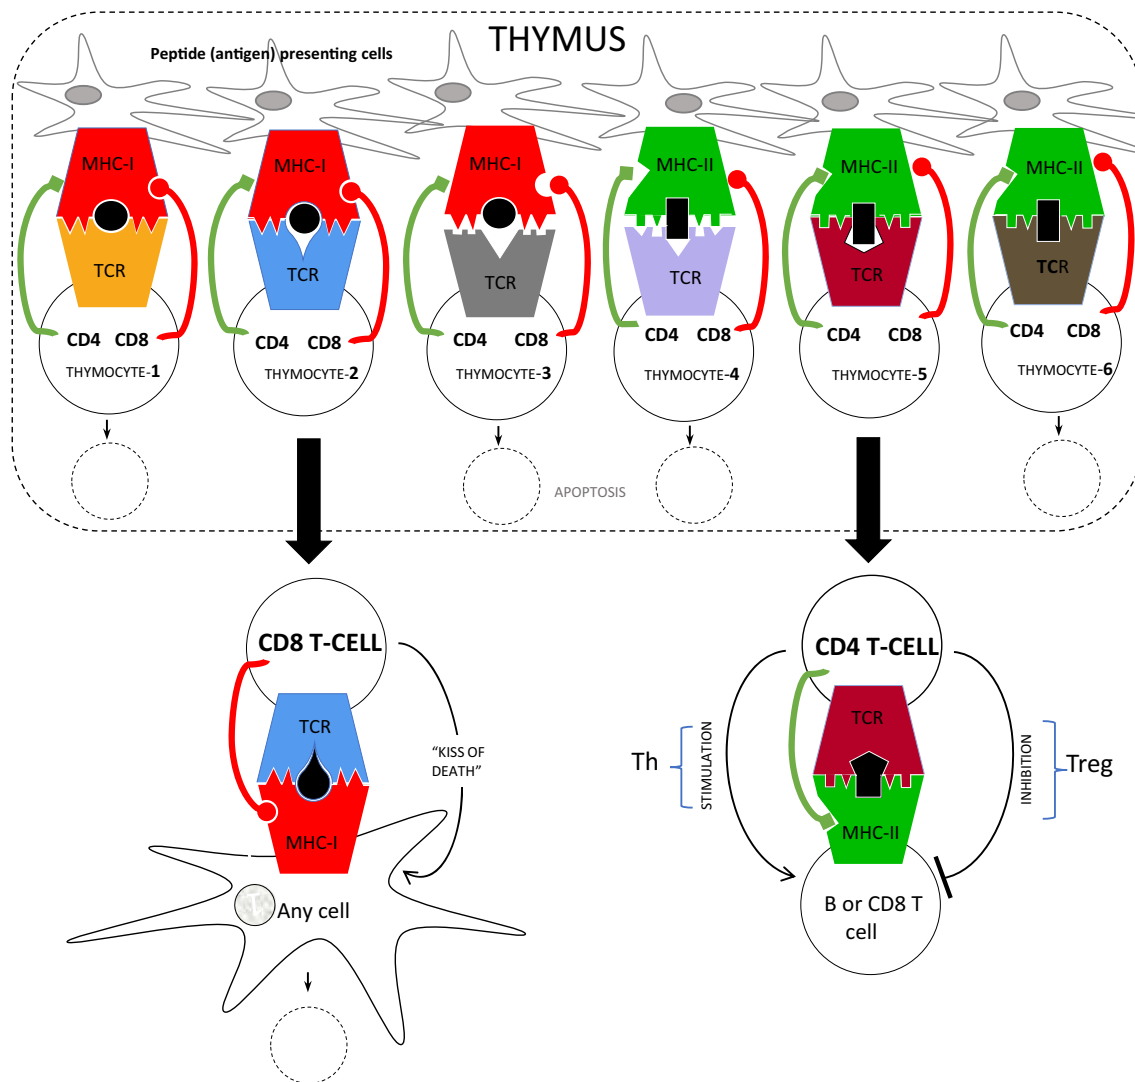 THYMUS
Peptide (antigen) presenting cells
MHC-I
MHC-I
MHC-I
MHC-II
MHC-II
MHC-II
TCR
TCR
TCR
TCR
TCR
TCR
CD4 CD8
CD4 CD8
CD4 CD8
CD4 CD8
CD4 CD8
CD4 CD8
THYMOCYTE-1
THYMOCYTE-2
THYMOCYTE-3
THYMOCYTE-4
THYMOCYTE-5
THYMOCYTE-6
APOPTOSIS
CD8 T-CELL
TCR
"KISS OF
DEATH"
MHC-I
Any cell
CD4 T-CELL
TCR
Th
STIMULATION
INHIBITION
Treg
MHC-II
B or CD8 T
cell